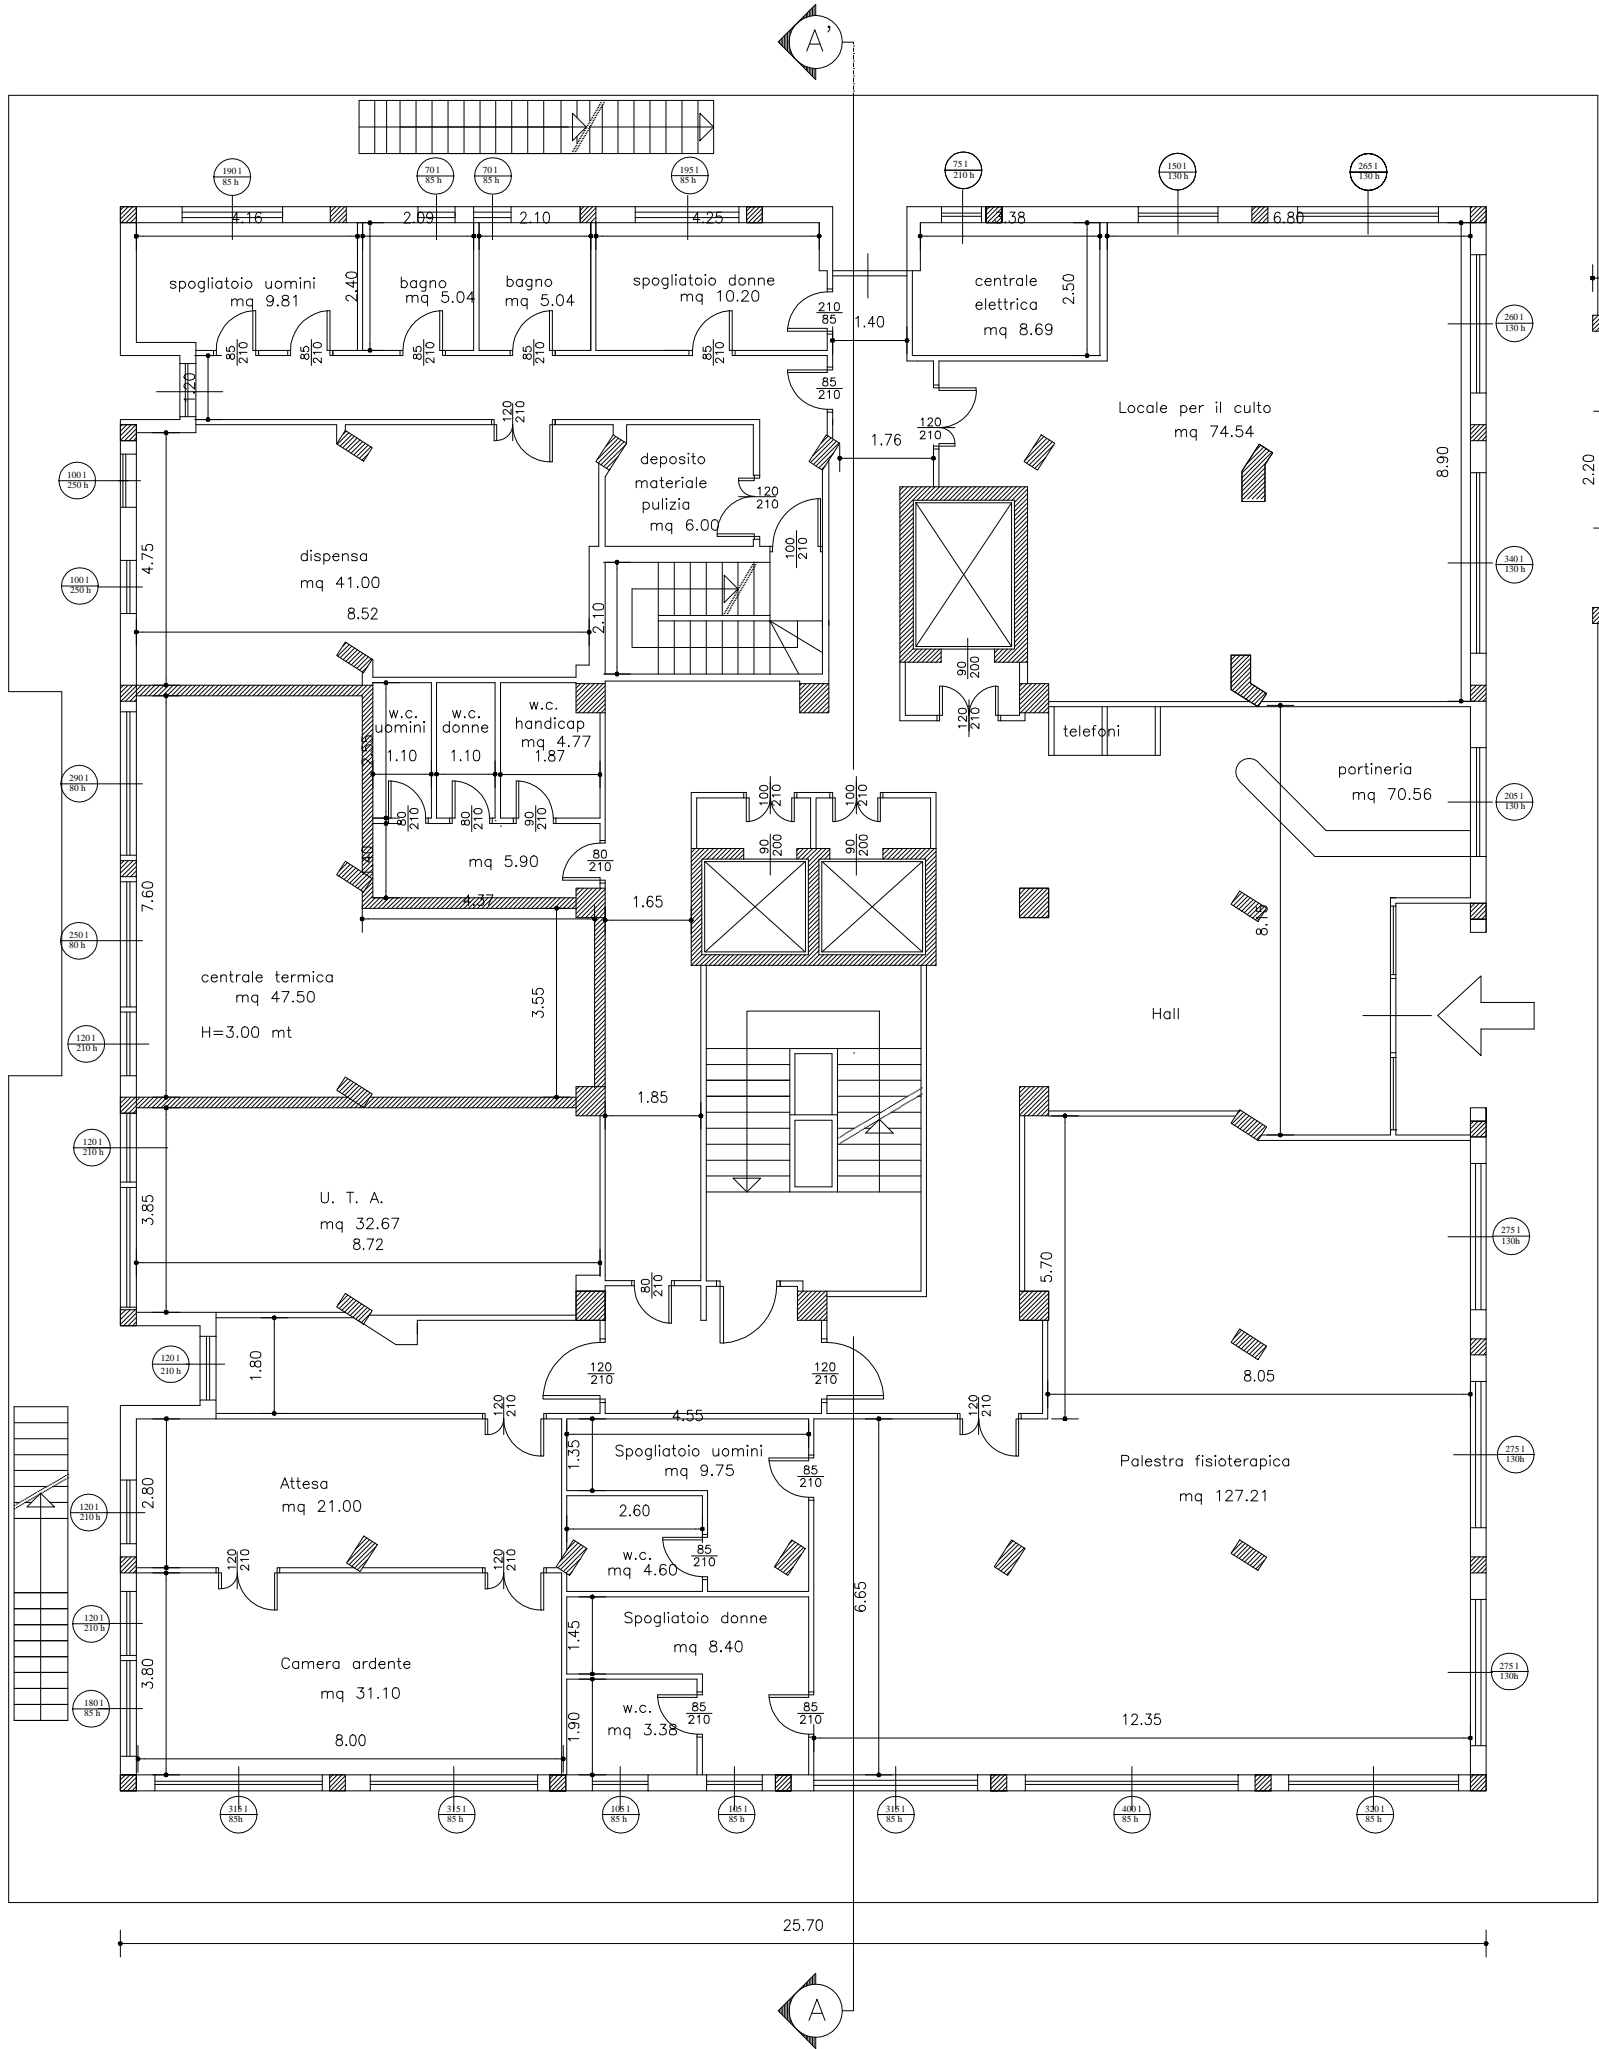 A'
190 l
85 h
70 l
85 h
70 l
85 h
195 l
85 h
75 l
210 h
150 l
130 h
265 l
130 h
4.16
2.09
2.10
4.25
6.80
spogliatoio uomini
mq 9.81
2.40
bagno
mq 5.04
bagno
mq 5.04
spogliatoio donne
mq 10.20
210
85
1.40
centrale
elettrica
mq 8.69
2.50
260 l
130 h
85
210
85
210
85
210
85
210
85
210
1.20
85
210
120
210
120
210
1.76
Locale per il culto
mq 74.54
8.90
2.20
100 l
250 h
deposito
materiale
pulizia
mq 6.00
120
210
100
210
4.75
dispensa
mq 41.00
8.52
100 l
250 h
2.10
340 l
130 h
90
200
120
210
w.c.
uomini
1.10
w.c.
donne
1.10
w.c.
handicap
mq 4.77
1.87
telefoni
portineria
mq 70.56
290 l
80 h
205 l
130 h
80
210
80
210
90
210
100
210
100
210
90
200
90
200
mq 5.90
80
210
4.37
1.65
7.60
250 l
80 h
8.15
centrale termica
mq 47.50
H=3.00 mt
3.55
Hall
120 l
210 h
1.85
120 l
210 h
3.85
U. T. A.
mq 32.67
8.72
5.70
275 l
130h
80
210
120 l
210 h
1.80
120
210
120
210
8.05
120
210
4.55
120
210
275 l
130h
Attesa
mq 21.00
2.80
1.35
Spogliatoio uomini
mq 9.75
85
210
Palestra fisioterapica
mq 127.21
120 l
210 h
2.60
w.c.
mq 4.60
85
210
120
210
120
210
6.65
120 l
210 h
1.45
Spogliatoio donne
mq 8.40
Camera ardente
mq 31.10
3.80
275 l
130h
180 l
85 h
1.90
w.c.
mq 3.38
85
210
85
210
12.35
8.00
315 l
85h
315 l
85 h
105 l
85 h
105 l
85 h
315 l
85 h
400 l
85 h
320 l
85 h
25.70
A